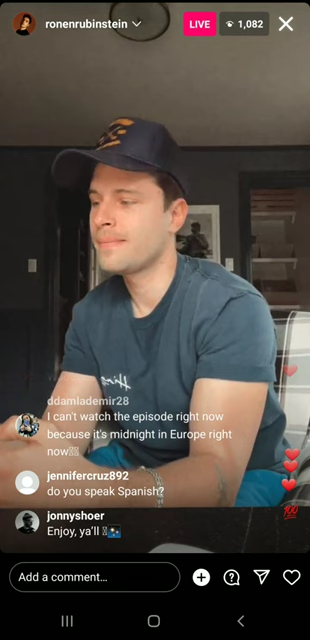 ronenrubinstein
LIVE
1,082
ddamlademir28
I can't watch the episode right now
because it's midnight in Europe right
now
jennifercruz892
do you speak Spanish?
jonnyshoer
Enjoy, ya'll
💯
Add a comment...